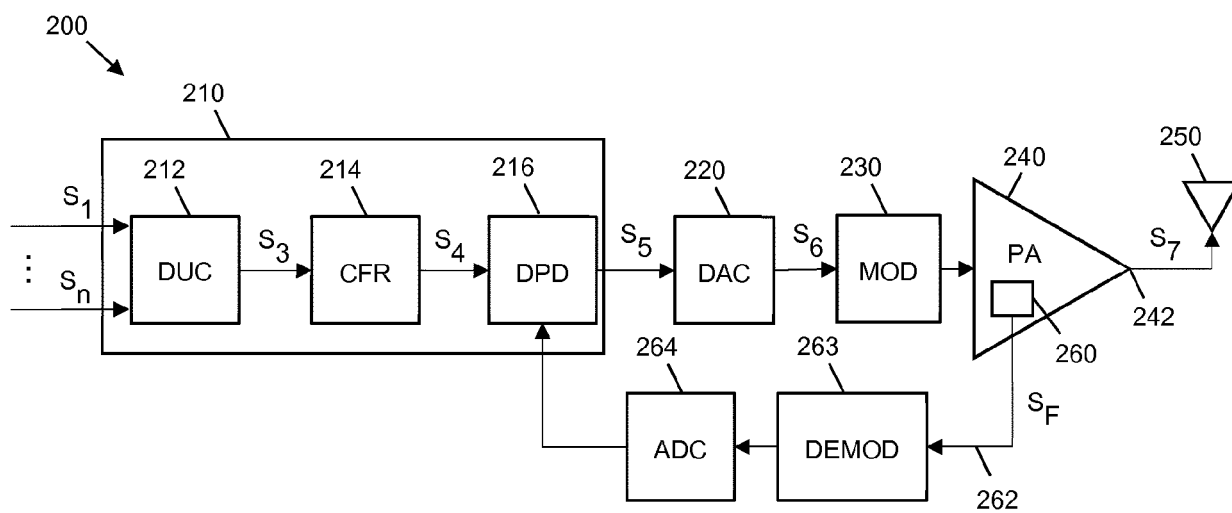 200
210
212
214
216
220
230
240
250
S1
⋮
Sn
DUC
S3
CFR
S4
DPD
S5
DAC
S6
MOD
PA
S7
242
260
264
263
ADC
DEMOD
SF
262